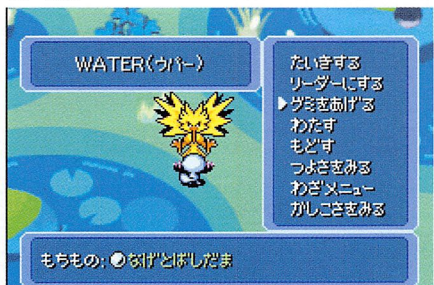 WATER(ウパー)
たいきする
リーダーにする
グミをあげる
わたす
もどす
つよさをみる
わざメニュー
かしこさをみる
もちもの:なげとばしだま